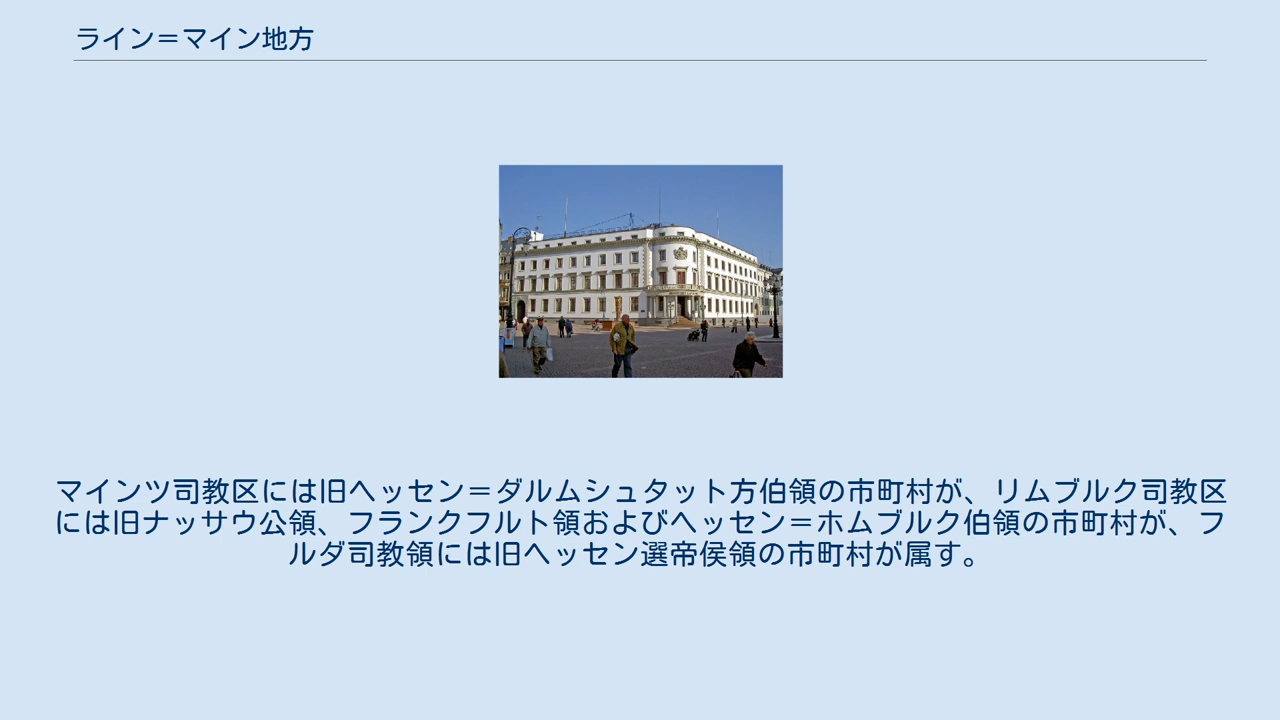 ライン＝マイン地方
マインツ司教区には旧ヘッセン＝ダルムシュタット方伯領の市町村が、リムブルク司教区
には旧ナッサウ公領、フランクフルト領およびヘッセン＝ホムブルク伯領の市町村が、フ
ルダ司教領には旧ヘッセン選帝侯領の市町村が属す。